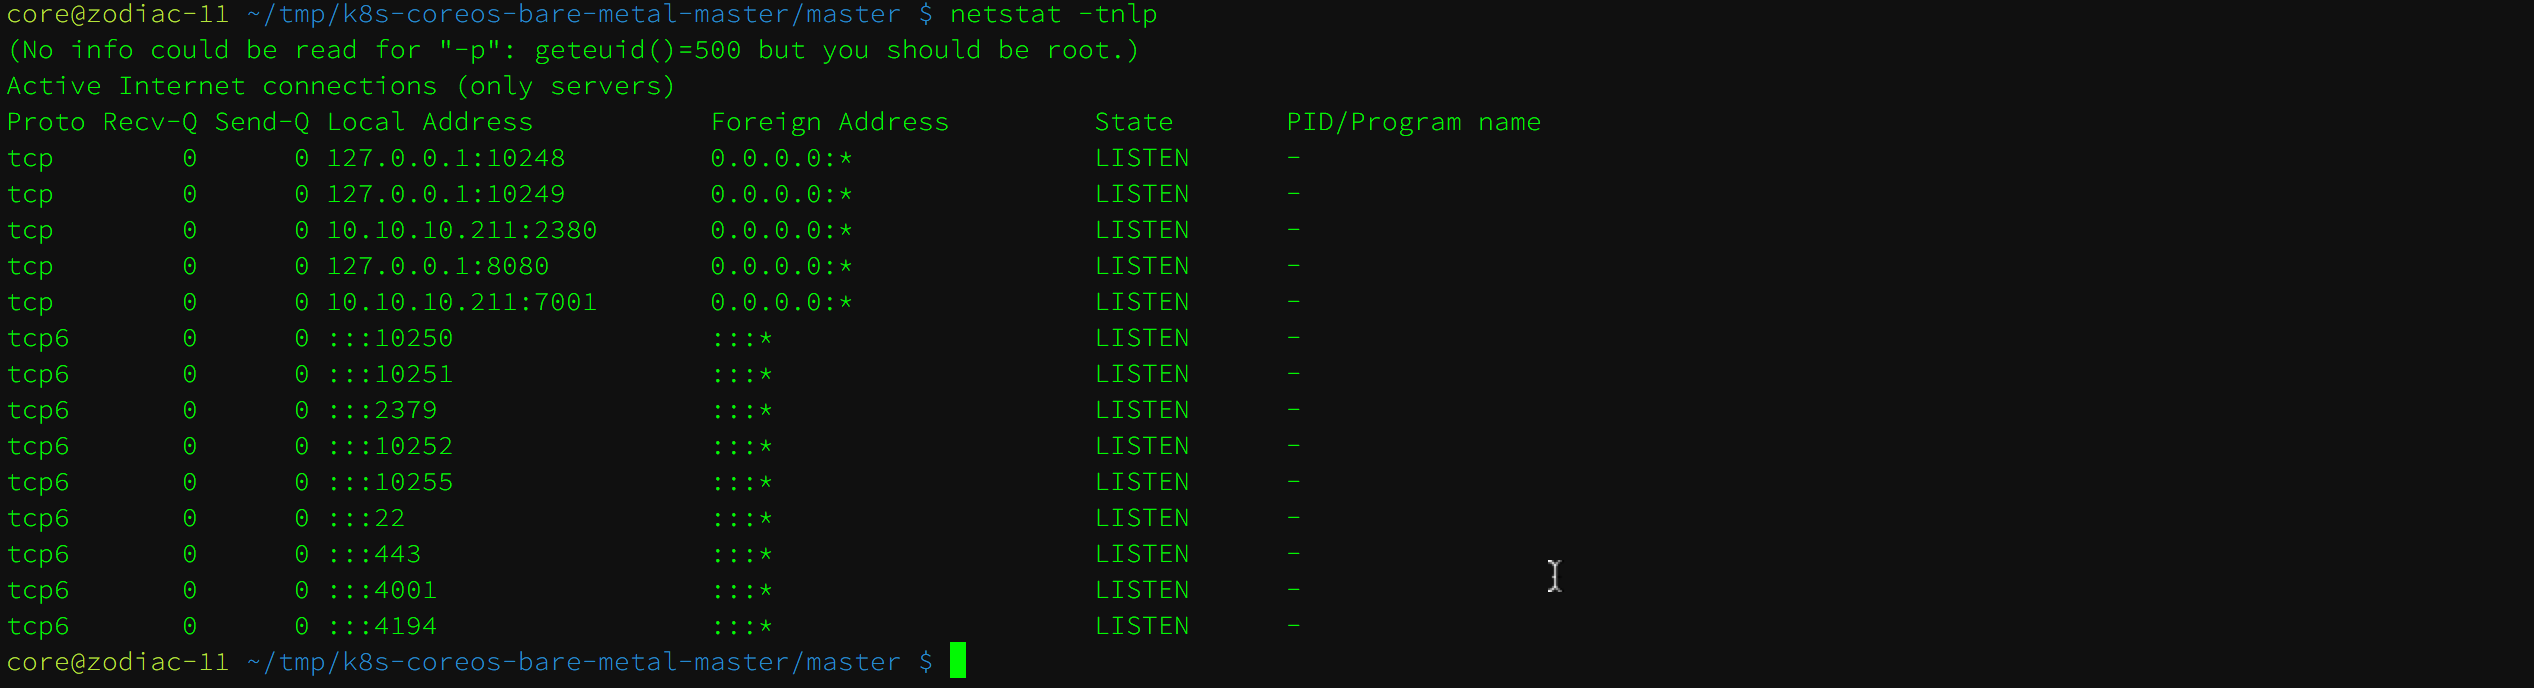 core@zodiac-11 ~/tmp/k8s-coreos-bare-metal-master/master $ netstat -tnlp
(No info could be read for "-p": geteuid()=500 but you should be root.)
Active Internet connections (only servers)
Proto Recv-Q Send-Q Local Address           Foreign Address         State       PID/Program name
tcp        0      0 127.0.0.1:10248         0.0.0.0:*               LISTEN      -
tcp        0      0 127.0.0.1:10249         0.0.0.0:*               LISTEN      -
tcp        0      0 10.10.10.211:2380       0.0.0.0:*               LISTEN      -
tcp        0      0 127.0.0.1:8080          0.0.0.0:*               LISTEN      -
tcp        0      0 10.10.10.211:7001       0.0.0.0:*               LISTEN      -
tcp6       0      0 :::10250                :::*                    LISTEN      -
tcp6       0      0 :::10251                :::*                    LISTEN      -
tcp6       0      0 :::2379                 :::*                    LISTEN      -
tcp6       0      0 :::10252                :::*                    LISTEN      -
tcp6       0      0 :::10255                :::*                    LISTEN      -
tcp6       0      0 :::22                   :::*                    LISTEN      -
tcp6       0      0 :::443                  :::*                    LISTEN      -
tcp6       0      0 :::4001                 :::*                    LISTEN      -
tcp6       0      0 :::4194                 :::*                    LISTEN      -
core@zodiac-11 ~/tmp/k8s-coreos-bare-metal-master/master $